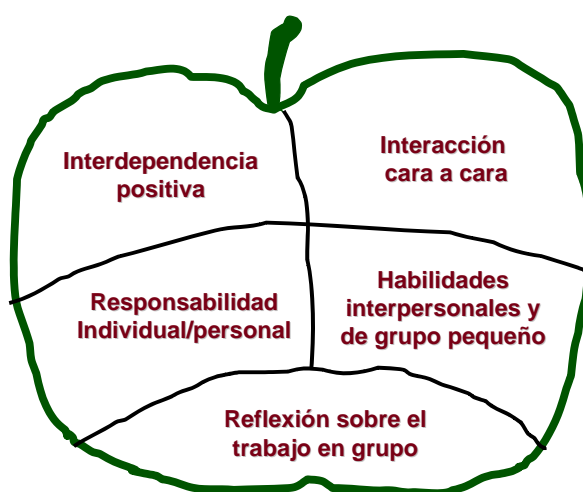 Interdependencia
positiva
Interacción
cara a cara
Responsabilidad
Individual/personal
Habilidades
interpersonales y
de grupo pequeño
Reflexión sobre el
trabajo en grupo